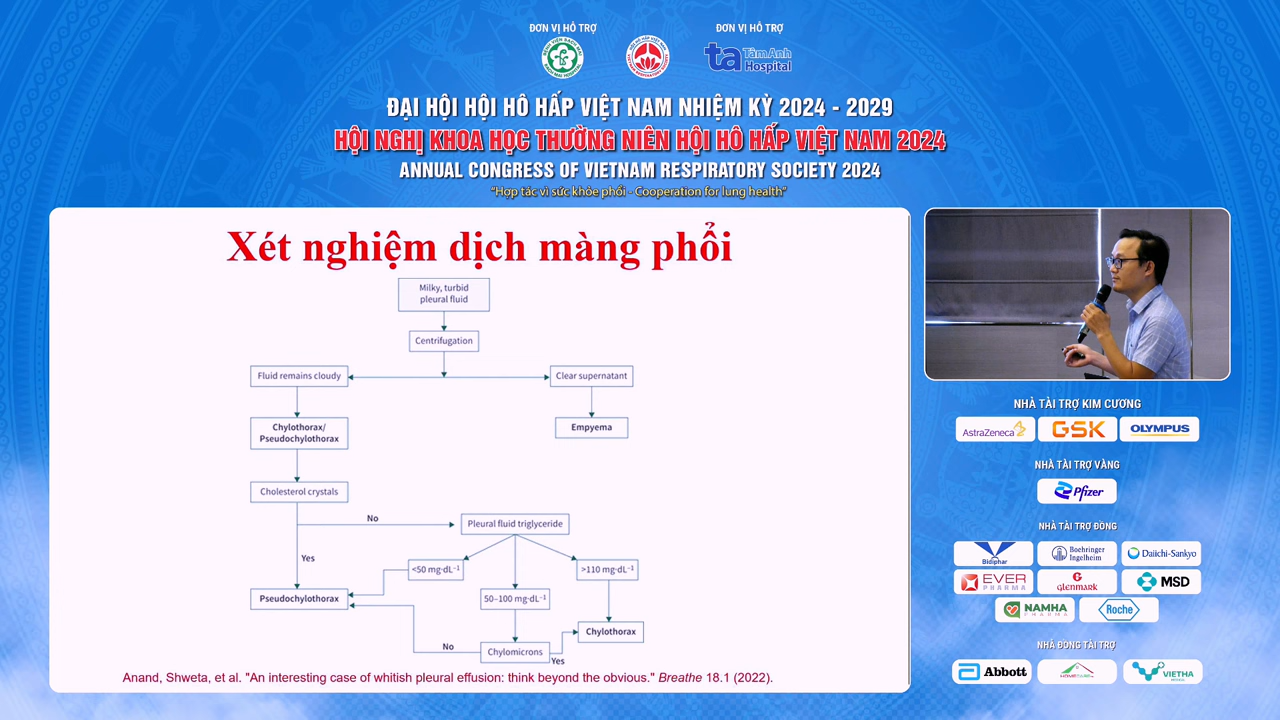 ĐƠN VỊ HỖ TRỢ
ĐƠN VỊ HỖ TRỢ
ta TâmAnh
Hospital
ĐẠI HỘI HỘI HÔ HẤP VIỆT NAM NHIỆM KỲ 2024 - 2029
HỘI NGHỊ KHOA HỌC THƯỜNG NIÊN HỘI HÔ HẤP VIỆT NAM 2024
ANNUAL CONGRESS OF VIETNAM RESPIRATORY SOCIETY 2024
"Hợp tác vì sức khỏe phổi - Cooperation for lung health"
Xét nghiệm dịch màng phổi
Milky, turbid
pleural fluid
Centrifugation
Fluid remains cloudy
Clear supernatant
Chylothorax/
Pseudochylothorax
Empyema
Cholesterol crystals
No
Pleural fluid triglyceride
Yes
<50 mg·dL⁻¹
>110 mg·dL⁻¹
Pseudochylothorax
50–100 mg·dL⁻¹
Chylothorax
No
Chylomicrons
Yes
Anand, Shweta, et al. "An interesting case of whitish pleural effusion: think beyond the obvious." Breathe 18.1 (2022).
NHÀ TÀI TRỢ KIM CƯƠNG
AstraZeneca
GSK
OLYMPUS
NHÀ TÀI TRỢ VÀNG
Pfizer
NHÀ TÀI TRỢ ĐỒNG
Bidiphar
Boehringer
Ingelheim
Daiichi-Sankyo
EVER
PHARMA
GLENMARK
MSD
NAMHA
PHARMA
Roche
NHÀ ĐỒNG TÀI TRỢ
Abbott
HOMECARE
VIETHA
MEDICAL